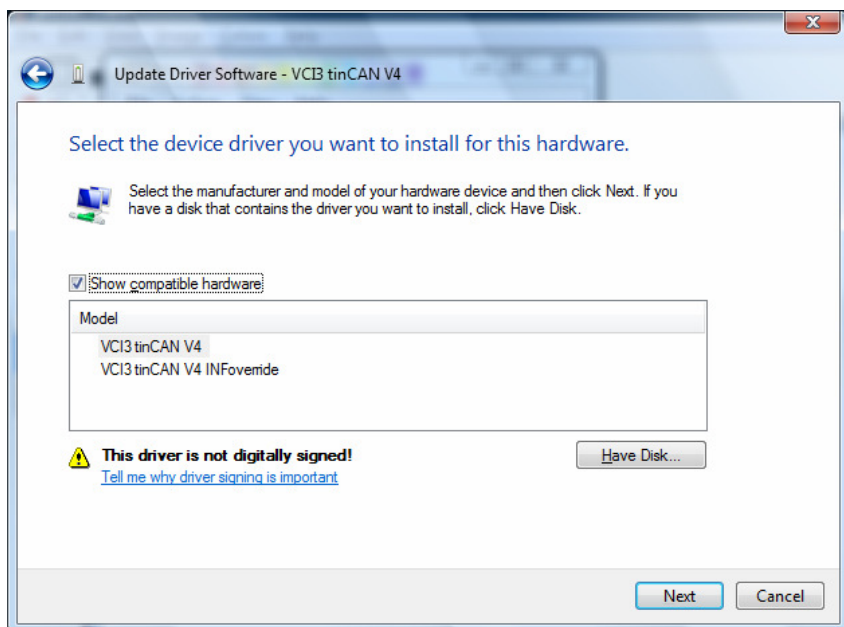 Update Driver Software - VCI3 tinCAN V4
Select the device driver you want to install for this hardware.
Select the manufacturer and model of your hardware device and then click Next. If you
have a disk that contains the driver you want to install, click Have Disk.
Show compatible hardware
Model
VCI3 tinCAN V4
VCI3 tinCAN V4 INFoverride
This driver is not digitally signed!
Have Disk...
Tell me why driver signing is important
Next
Cancel